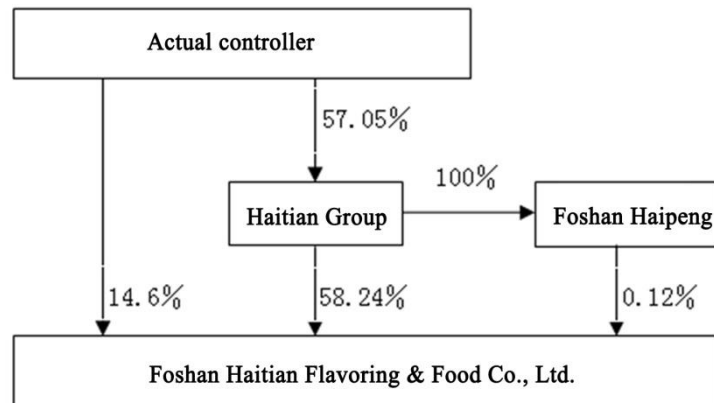 Actual controller
57.05%
100%
Haitian Group
Foshan Haipeng
14.6%
58.24%
0.12%
Foshan Haitian Flavoring & Food Co., Ltd.